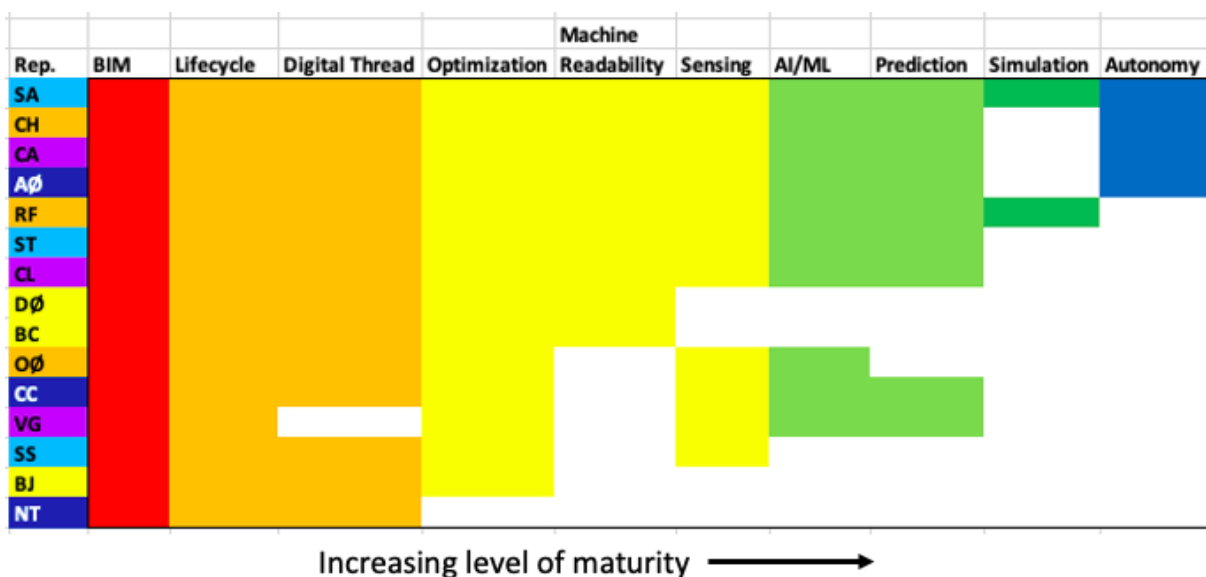 Machine
Rep. BIM Lifecycle Digital Thread Optimization Readability Sensing AI/ML Prediction Simulation Autonomy
SA
CH
CA
AØ
RF
ST
CL
DØ
BC
OØ
CC
VG
SS
BJ
NT
Increasing level of maturity